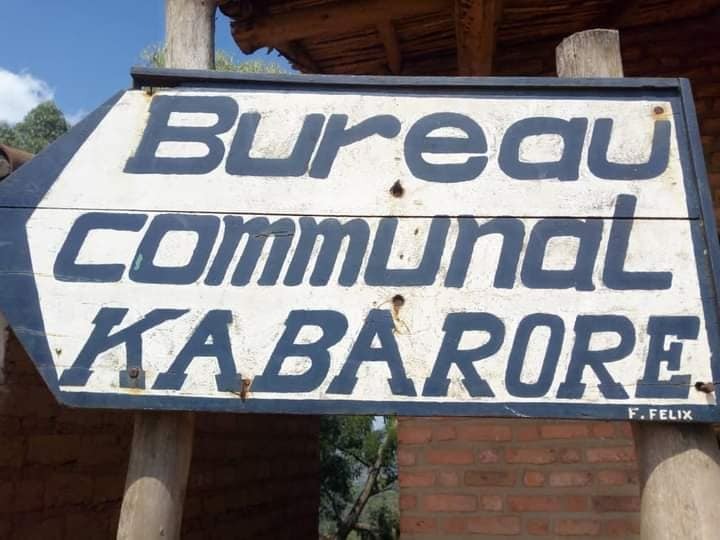 Bureau
communal
KABARORE
F. FELIX